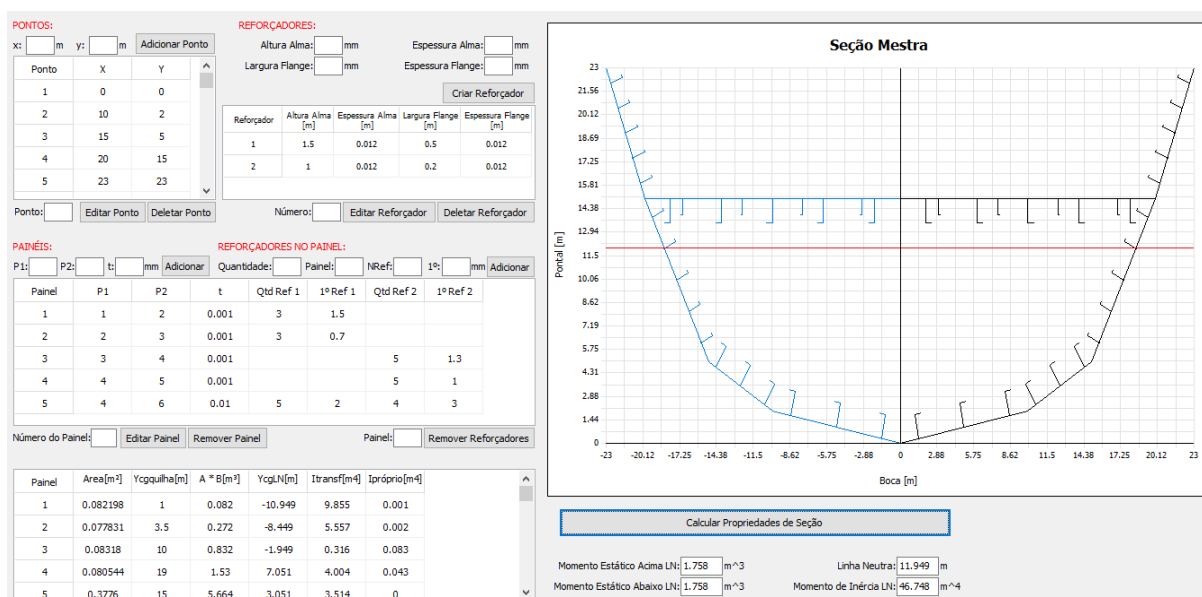 PONTOS:
x: m y: m Adicionar Ponto
Ponto X Y
1 0 0
2 10 2
3 15 5
4 20 15
5 23 23
Ponto: Editar Ponto Deletar Ponto
REFORÇADORES:
Altura Alma: mm Espessura Alma: mm
Largura Flange: mm Espessura Flange: mm
Criar Reforçador
Reforçador Altura Alma [m] Espessura Alma [m] Largura Flange [m] Espessura Flange [m]
1 1.5 0.012 0.5 0.012
2 1 0.012 0.2 0.012
Número: Editar Reforçador Deletar Reforçador
PAINÉIS:
P1: P2: t: mm Adicionar
REFORÇADORES NO PAINEL:
Quantidade: Painel: NRef: 1º: mm Adicionar
Painel P1 P2 t Qtd Ref 1 1º Ref 1 Qtd Ref 2 1º Ref 2
1 1 2 0.001 3 1.5
2 2 3 0.001 3 0.7
3 3 4 0.001 5 1.3
4 4 5 0.001 5 1
5 4 6 0.01 5 2 4 3
Número do Painel: Editar Painel Remover Painel Painel: Remover Reforçadores
Painel Area[m²] Ycgquilha[m] A * B[m³] YcgLN[m] Itransf[m4] Ipróprio[m4]
1 0.082198 1 0.082 -10.949 9.855 0.001
2 0.077831 3.5 0.272 -8.449 5.557 0.002
3 0.08318 10 0.832 -1.949 0.316 0.083
4 0.080544 19 1.53 7.051 4.004 0.043
5 0.3776 15 5.664 3.051 3.514 0
Seção Mestra
23
21.56
20.12
18.69
17.25
15.81
14.38
12.94
11.5
10.06
8.62
7.19
5.75
4.31
2.88
1.44
0
Pontal [m]
-23 -20.12 -17.25 -14.38 -11.5 -8.62 -5.75 -2.88 0 2.88 5.75 8.62 11.5 14.38 17.25 20.12 23
Boca [m]
Calcular Propriedades de Seção
Momento Estático Acima LN: 1.758 m^3 Linha Neutra: 11.949 m
Momento Estático Abaixo LN: 1.758 m^3 Momento de Inércia LN: 46.748 m^4